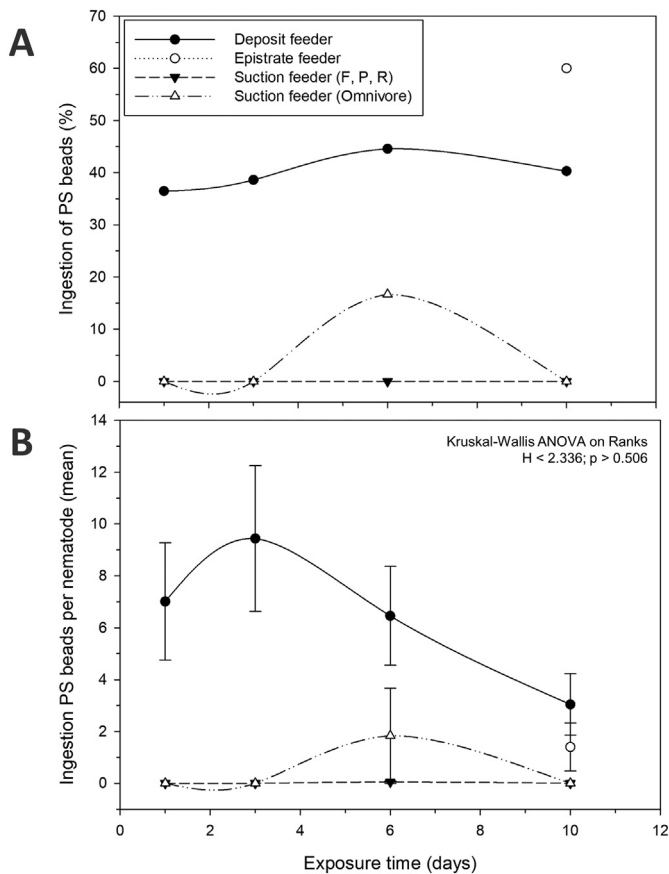 A
Ingestion of PS beads (%)
70
60
50
40
30
20
10
0
Deposit feeder
Epistrate feeder
Suction feeder (F, P, R)
Suction feeder (Omnivore)
B
Ingestion PS beads per nematode (mean)
14
12
10
8
6
4
2
0
Kruskal-Wallis ANOVA on Ranks
H < 2.336; p > 0.506
0 2 4 6 8 10 12
Exposure time (days)